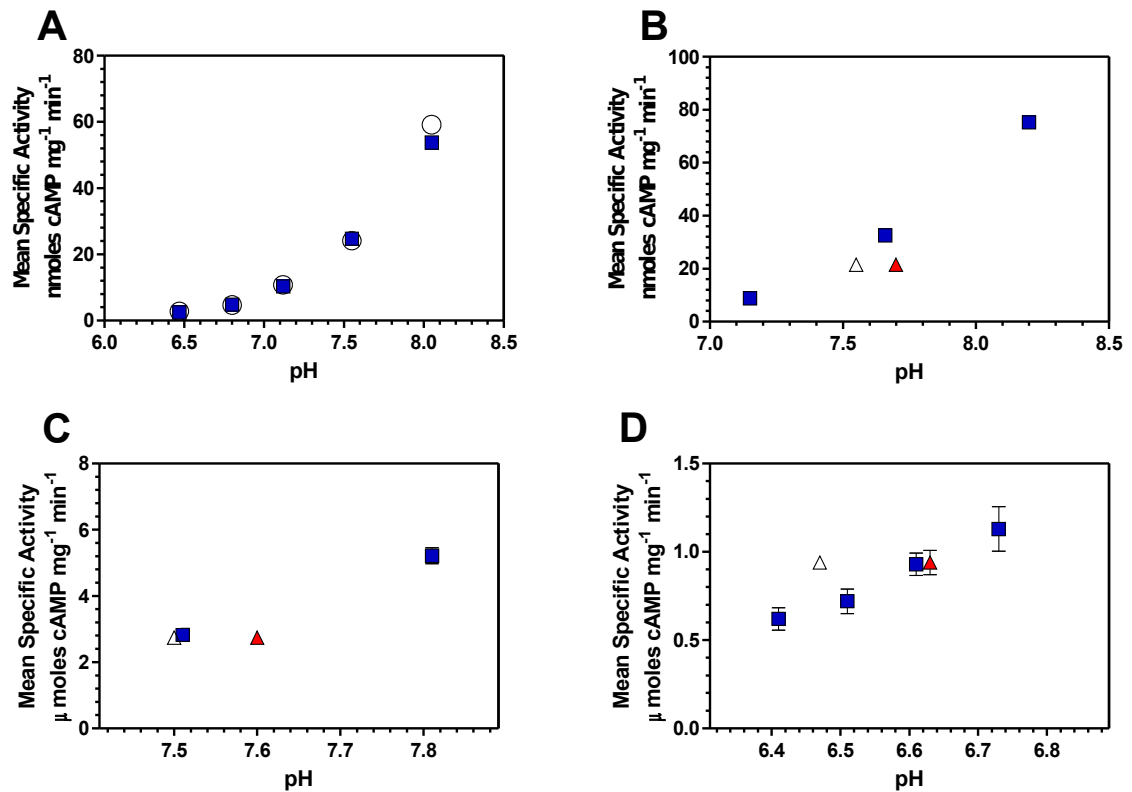 A
Mean Specific Activity
nmoles cAMP mg-1 min-1
80
60
40
20
0
6.0 6.5 7.0 7.5 8.0 8.5
pH
B
Mean Specific Activity
nmoles cAMP mg-1 min-1
100
80
60
40
20
0
7.0 7.5 8.0 8.5
pH
C
Mean Specific Activity
μ moles cAMP mg-1 min-1
8
6
4
2
0
7.5 7.6 7.7 7.8
pH
D
Mean Specific Activity
μ moles cAMP mg-1 min-1
1.5
1.0
0.5
0.0
6.4 6.5 6.6 6.7 6.8
pH